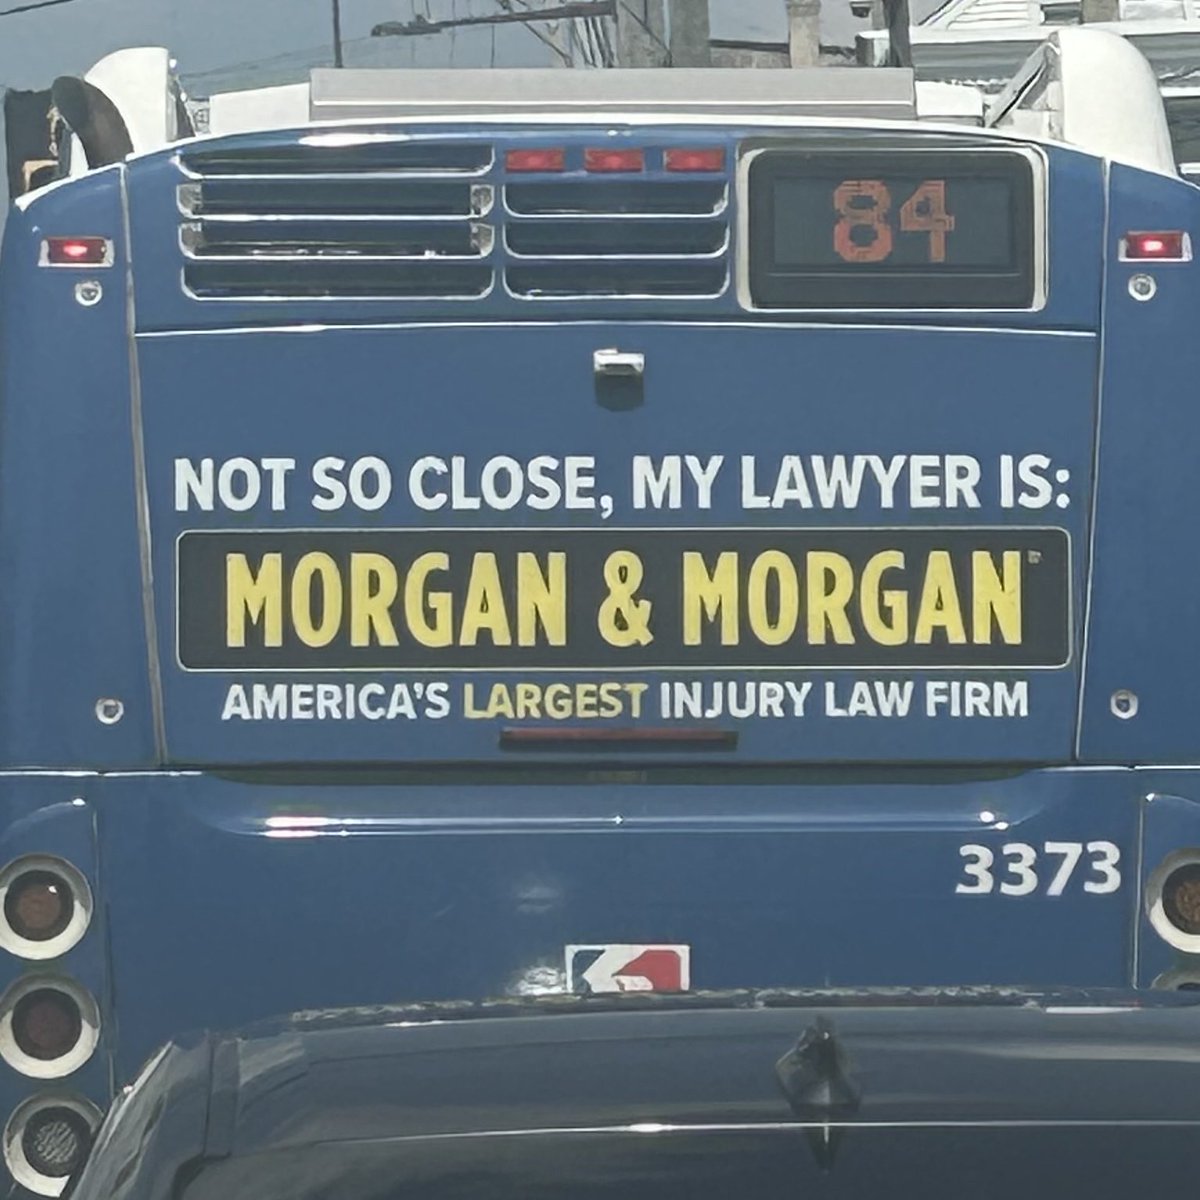 84
NOT SO CLOSE, MY LAWYER IS:
MORGAN & MORGAN
AMERICA'S LARGEST INJURY LAW FIRM
3373